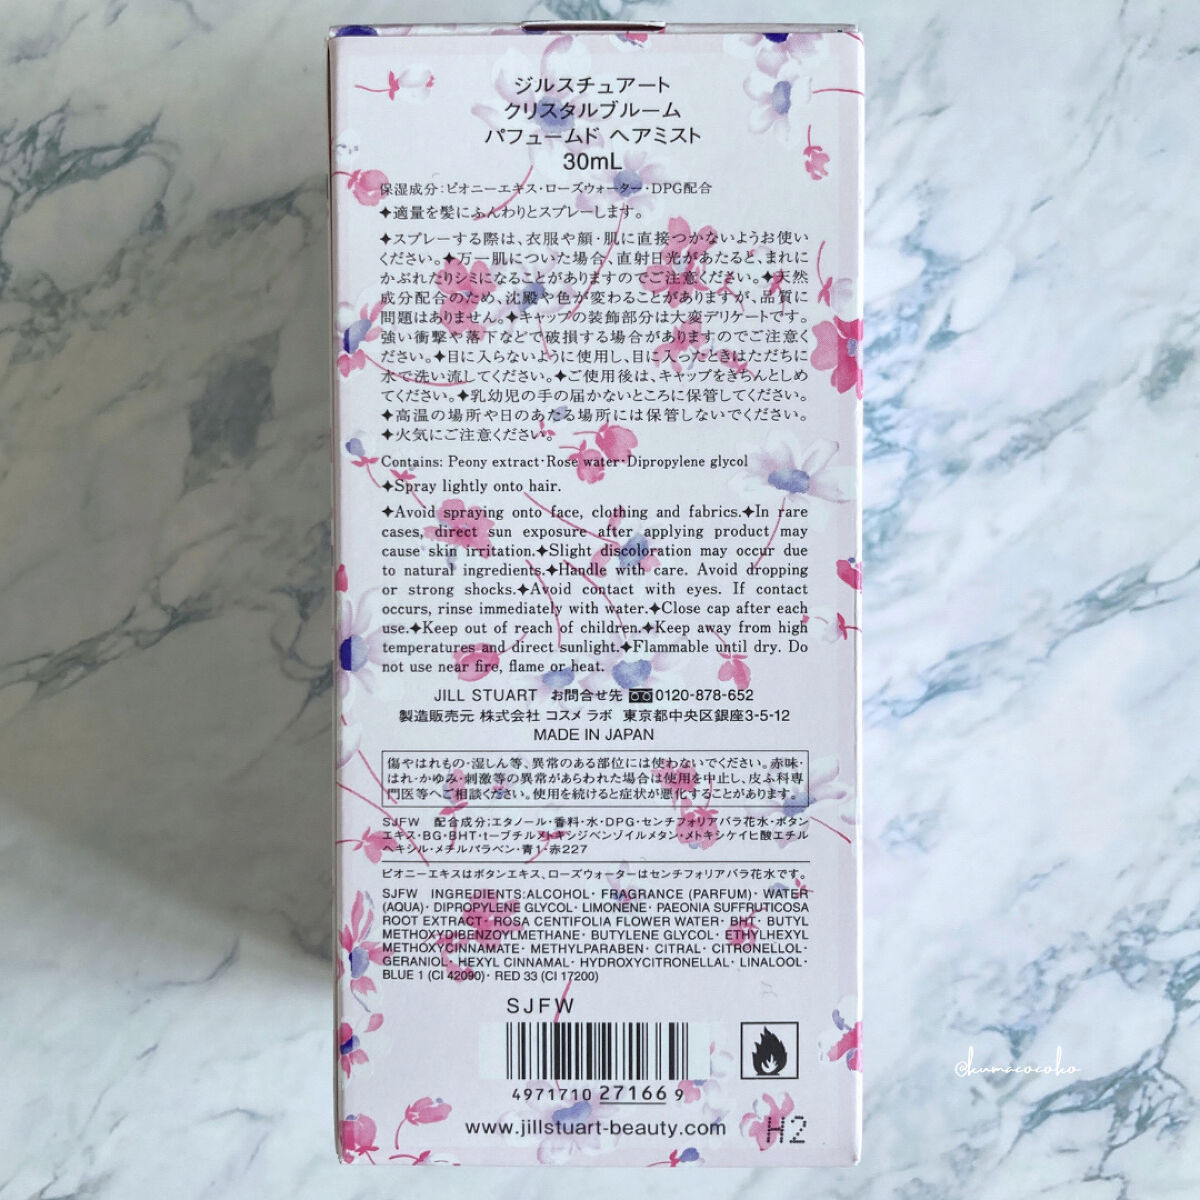 ジルスチュアート
クリスタルブルーム
パフュームド ヘアミスト
30mL
保湿成分:ピオニーエキス・ローズウォーター・DPG配合
✦適量を髪にふんわりとスプレーします。
✦スプレーする際は、衣服や顔・肌に直接つかないようお使い
ください。✦万一肌についた場合、直射日光があたると、まれに
かぶれたりシミになることがありますのでご注意ください。✦天然
成分配合のため、沈殿や色が変わることがありますが、品質に
問題はありません。✦キャップの装飾部分は大変デリケートです。
強い衝撃や落下などで破損する場合がありますのでご注意く
ださい。✦目に入らないように使用し、目に入ったときはただちに
水で洗い流してください。✦ご使用後は、キャップをきちんとしめ
てください。✦乳幼児の手の届かないところに保管してください。
✦高温の場所や日のあたる場所には保管しないでください。
✦火気にご注意ください。
Contains: Peony extract・Rose water・Dipropylene glycol
✦Spray lightly onto hair.
✦Avoid spraying onto face, clothing and fabrics.✦In rare
cases, direct sun exposure after applying product may
cause skin irritation.✦Slight discoloration may occur due
to natural ingredients.✦Handle with care. Avoid dropping
or strong shocks.✦Avoid contact with eyes. If contact
occurs, rinse immediately with water.✦Close cap after each
use.✦Keep out of reach of children.✦Keep away from high
temperatures and direct sunlight.✦Flammable until dry. Do
not use near fire, flame or heat.
JILL STUART お問合せ先 0120-878-652
製造販売元 株式会社 コスメ ラボ 東京都中央区銀座3-5-12
MADE IN JAPAN
傷やはれもの・湿しん等、異常のある部位には使わないでください。赤味・
はれ・かゆみ・刺激等の異常があらわれた場合は使用を中止し、皮ふ科専
門医等へご相談ください。使用を続けると症状が悪化することがあります。
SJFW 配合成分:エタノール・香料・水・DPG・センチフォリアバラ花水・ボタン
エキス・BG・BHT・t-ブチルメトキシジベンゾイルメタン・メトキシケイヒ酸エチル
ヘキシル・メチルパラベン・青1・赤227
ピオニーエキスはボタンエキス、ローズウォーターはセンチフォリアバラ花水です。
SJFW INGREDIENTS:ALCOHOL・ FRAGRANCE (PARFUM)・ WATER
(AQUA)・ DIPROPYLENE GLYCOL・ LIMONENE・ PAEONIA SUFFRUTICOSA
ROOT EXTRACT・ ROSA CENTIFOLIA FLOWER WATER・ BHT・ BUTYL
METHOXYDIBENZOYLMETHANE・ BUTYLENE GLYCOL・ ETHYLHEXYL
METHOXYCINNAMATE・ METHYLPARABEN・ CITRAL・ CITRONELLOL・
GERANIOL・ HEXYL CINNAMAL・ HYDROXYCITRONELLAL・ LINALOOL・
BLUE 1 (CI 42090)・ RED 33 (CI 17200)
SJFW
4971710 27166 9
www.jillstuart-beauty.com
H2
@kumacocoko